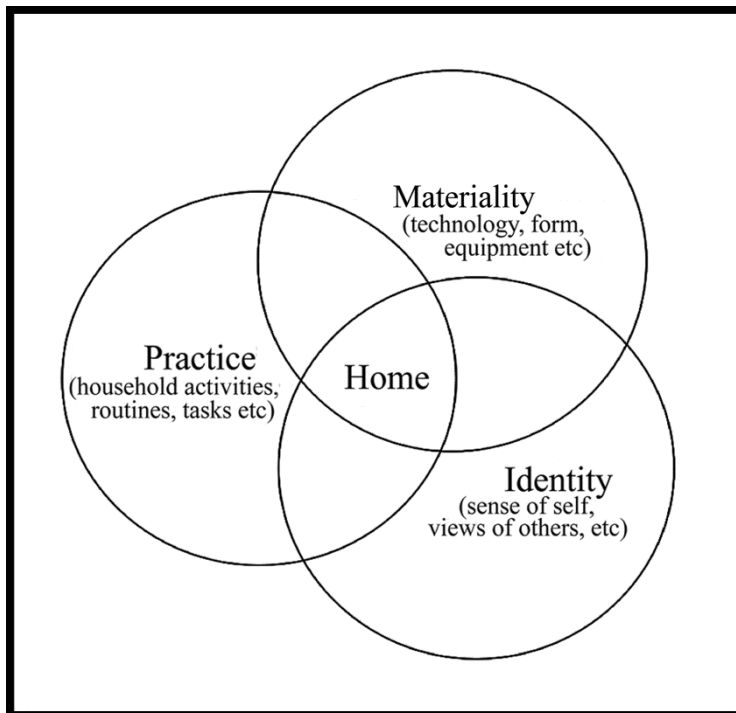 Materiality
(technology, form,
equipment etc)
Practice
(household activities,
routines, tasks etc)
Home
Identity
(sense of self,
views of others, etc)